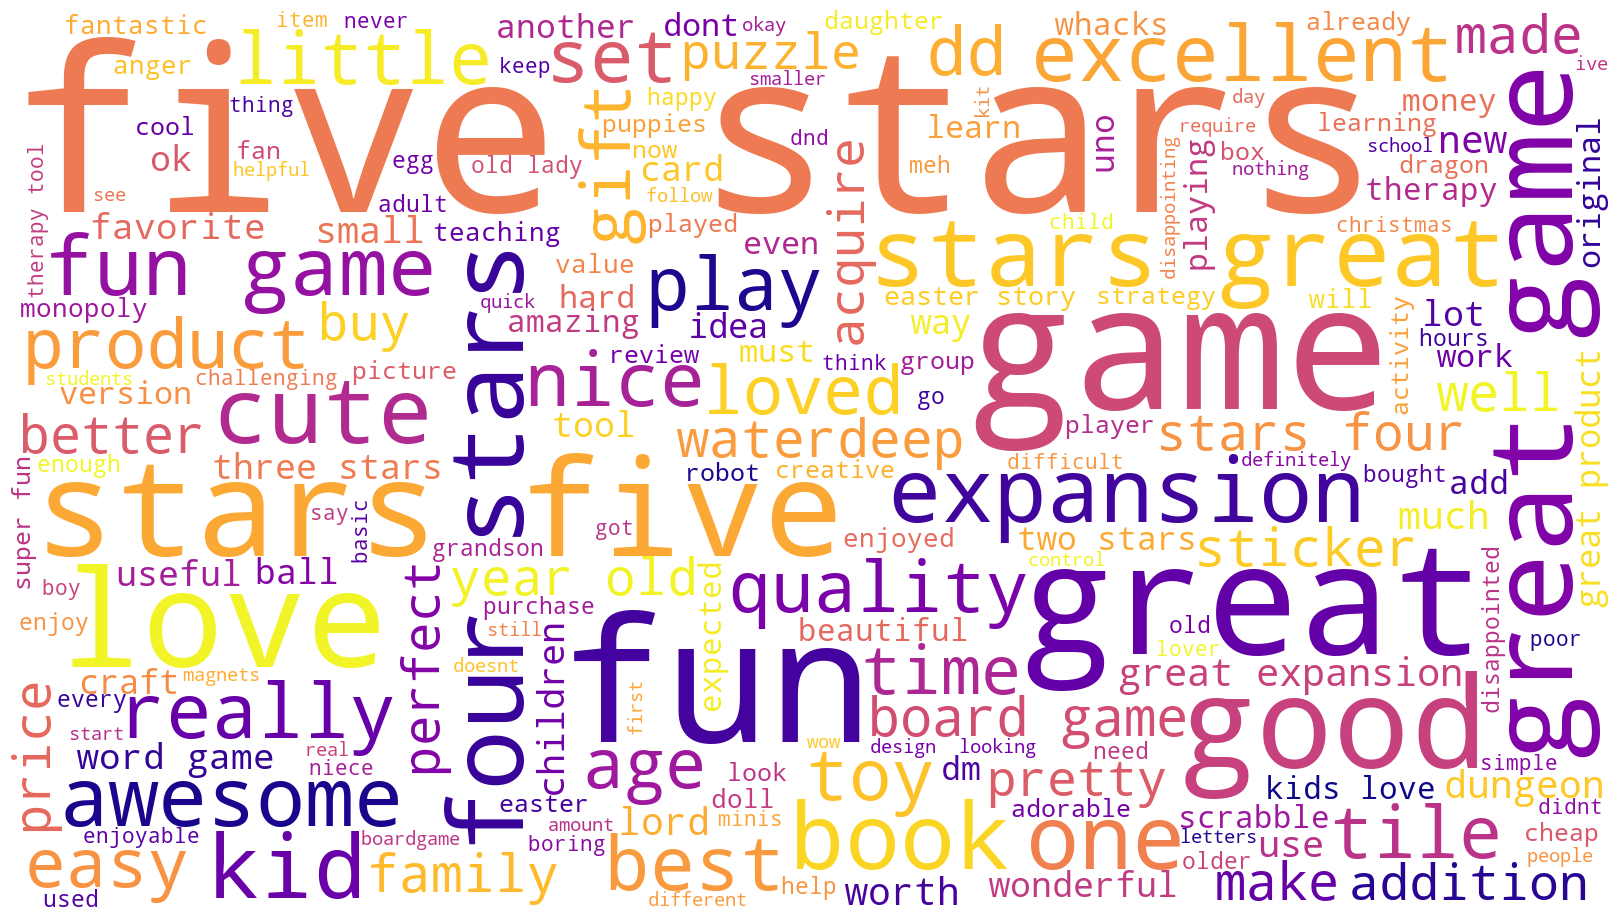 fantastic
item
never
another
dont
okay
daughter
whacks
already
made
anger
little
keep
set
puzzle
smaller
dd
excellent
ive
five stars
thing
cool
ok
fan
helpful
egg
old lady
gift
happy
puppies
now
card
follow
dnd
learn
meh
kit
uno
day
require
box
nothing
money
learning
school
new
dragon
therapy
original
great game
therapy tool
see
favorite
small
adult
teaching
played
even
acquire
disappointing
playing
child
christmas
stars great
fun game
monopoly
value
hard
quick
amazing
play
idea
easter story
strategy
will
way
activity
lot
hours
work
product
buy
students
challenging
picture
version
four stars
nice
review
must
think
group
loved
go
game
player
well
great product
better
cute
tool
waterdeep
stars four
enough
three stars
robot
creative
difficult
definitely
bought
add
super fun
stars five
say
basic
got
expansion
much
enjoyed
two stars
sticker
control
grandson
useful
ball
boy
love
enjoy
perfect
year old
purchase
still
children
doesnt
expected
quality
beautiful
great
old
lover
disappointed
poor
craft
magnets
every
really
start
first
fun
time
great expansion
price
word game
real
niece
board game
wow
design
looking
need
good
simple
awesome
age
look
doll
toy
dm
pretty
adorable
kids love
dungeon
didnt
easter
amount
boring
lord
minis
enjoyable
boardgame
book
one
letters
scrabble
use
tile
cheap
people
easy
kid
family
best
help
older
used
different
worth
wonderful
make
addition